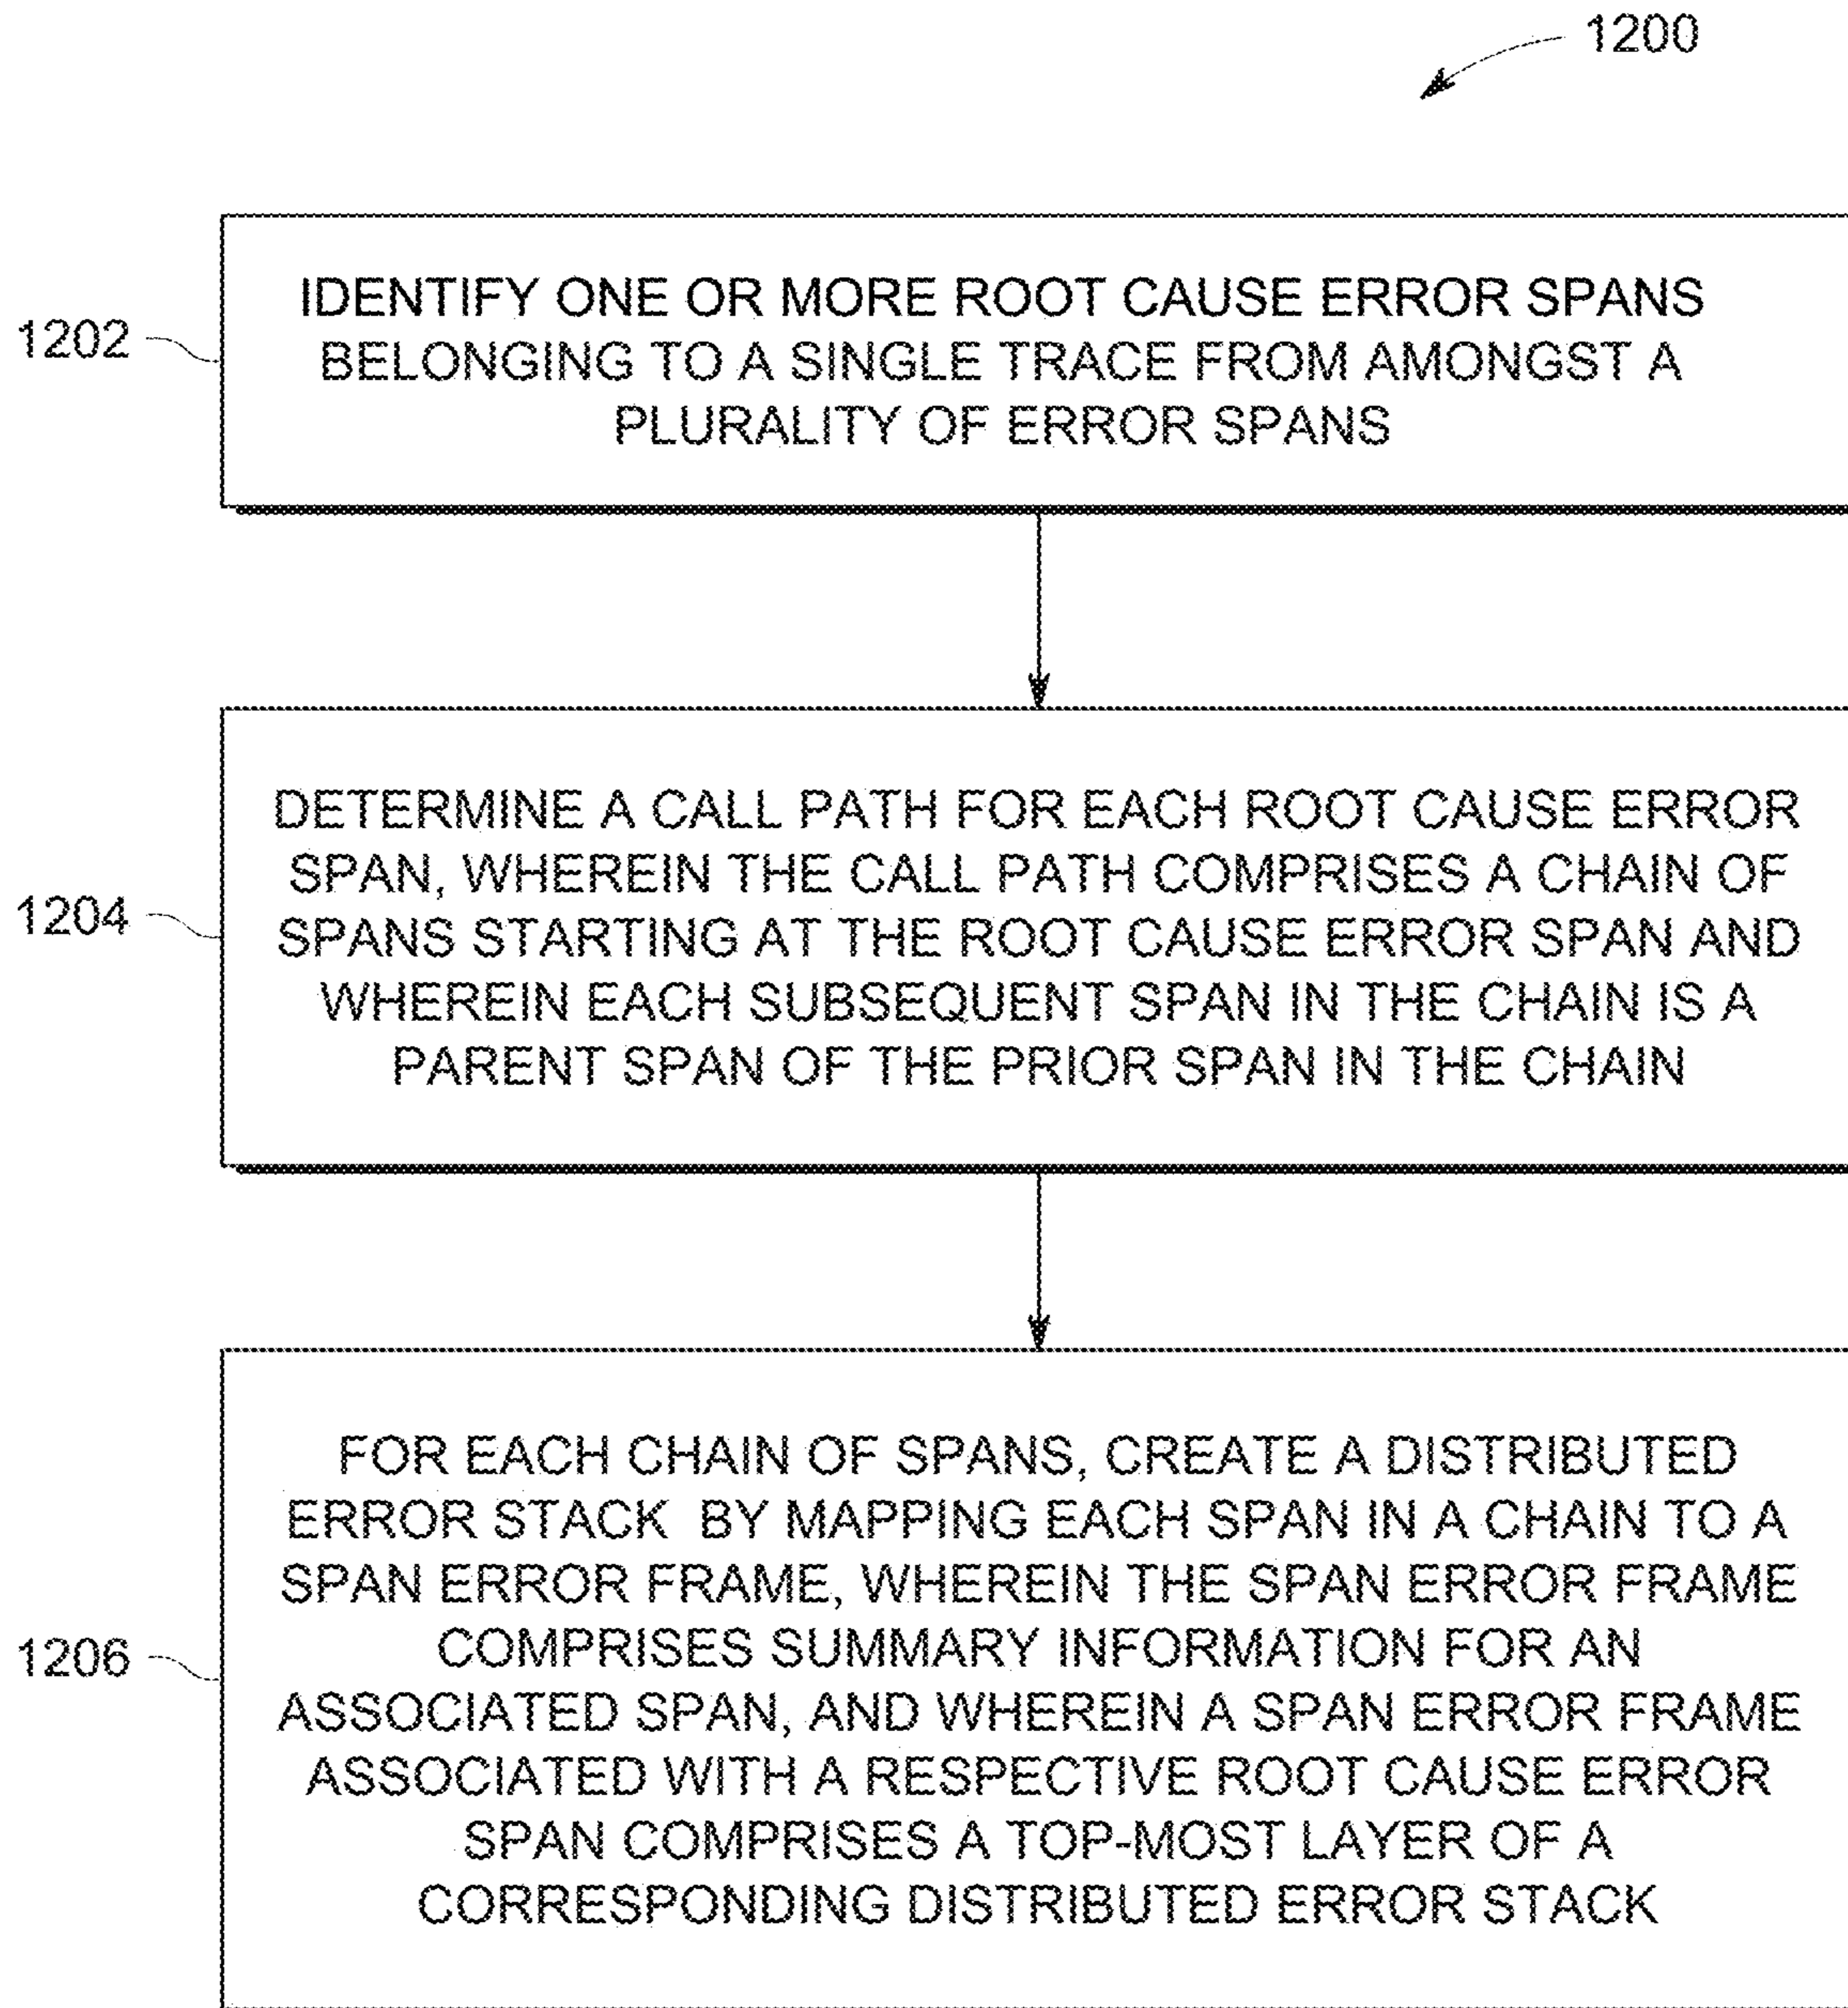 1200
IDENTIFY ONE OR MORE ROOT CAUSE ERROR SPANS
1202
BELONGING TO A SINGLE TRACE FROM AMONGST A
PLURALITY OF ERROR SPANS
DETERMINE A CALL PATH FOR EACH ROOT CAUSE ERROR
SPAN, WHEREIN THE CALL PATH COMPRISES A CHAIN OF
1204
SPANS STARTING AT THE ROOT CAUSE ERROR SPAN AND
WHEREIN EACH SUBSEQUENT SPAN IN THE CHAIN IS A
PARENT SPAN OF THE PRIOR SPAN IN THE CHAIN
FOR EACH CHAIN OF SPANS, CREATE A DISTRIBUTED
ERROR STACK BY MAPPING EACH SPAN IN A CHAIN TO A
SPAN ERROR FRAME, WHEREIN THE SPAN ERROR FRAME
COMPRISES SUMMARY INFORMATION FOR AN
1206
ASSOCIATED SPAN, AND WHEREIN A SPAN ERROR FRAME
ASSOCIATED WITH A RESPECTIVE ROOT CAUSE ERROR
SPAN COMPRISES A TOP-MOST LAYER OF A
CORRESPONDING DISTRIBUTED ERROR STACK